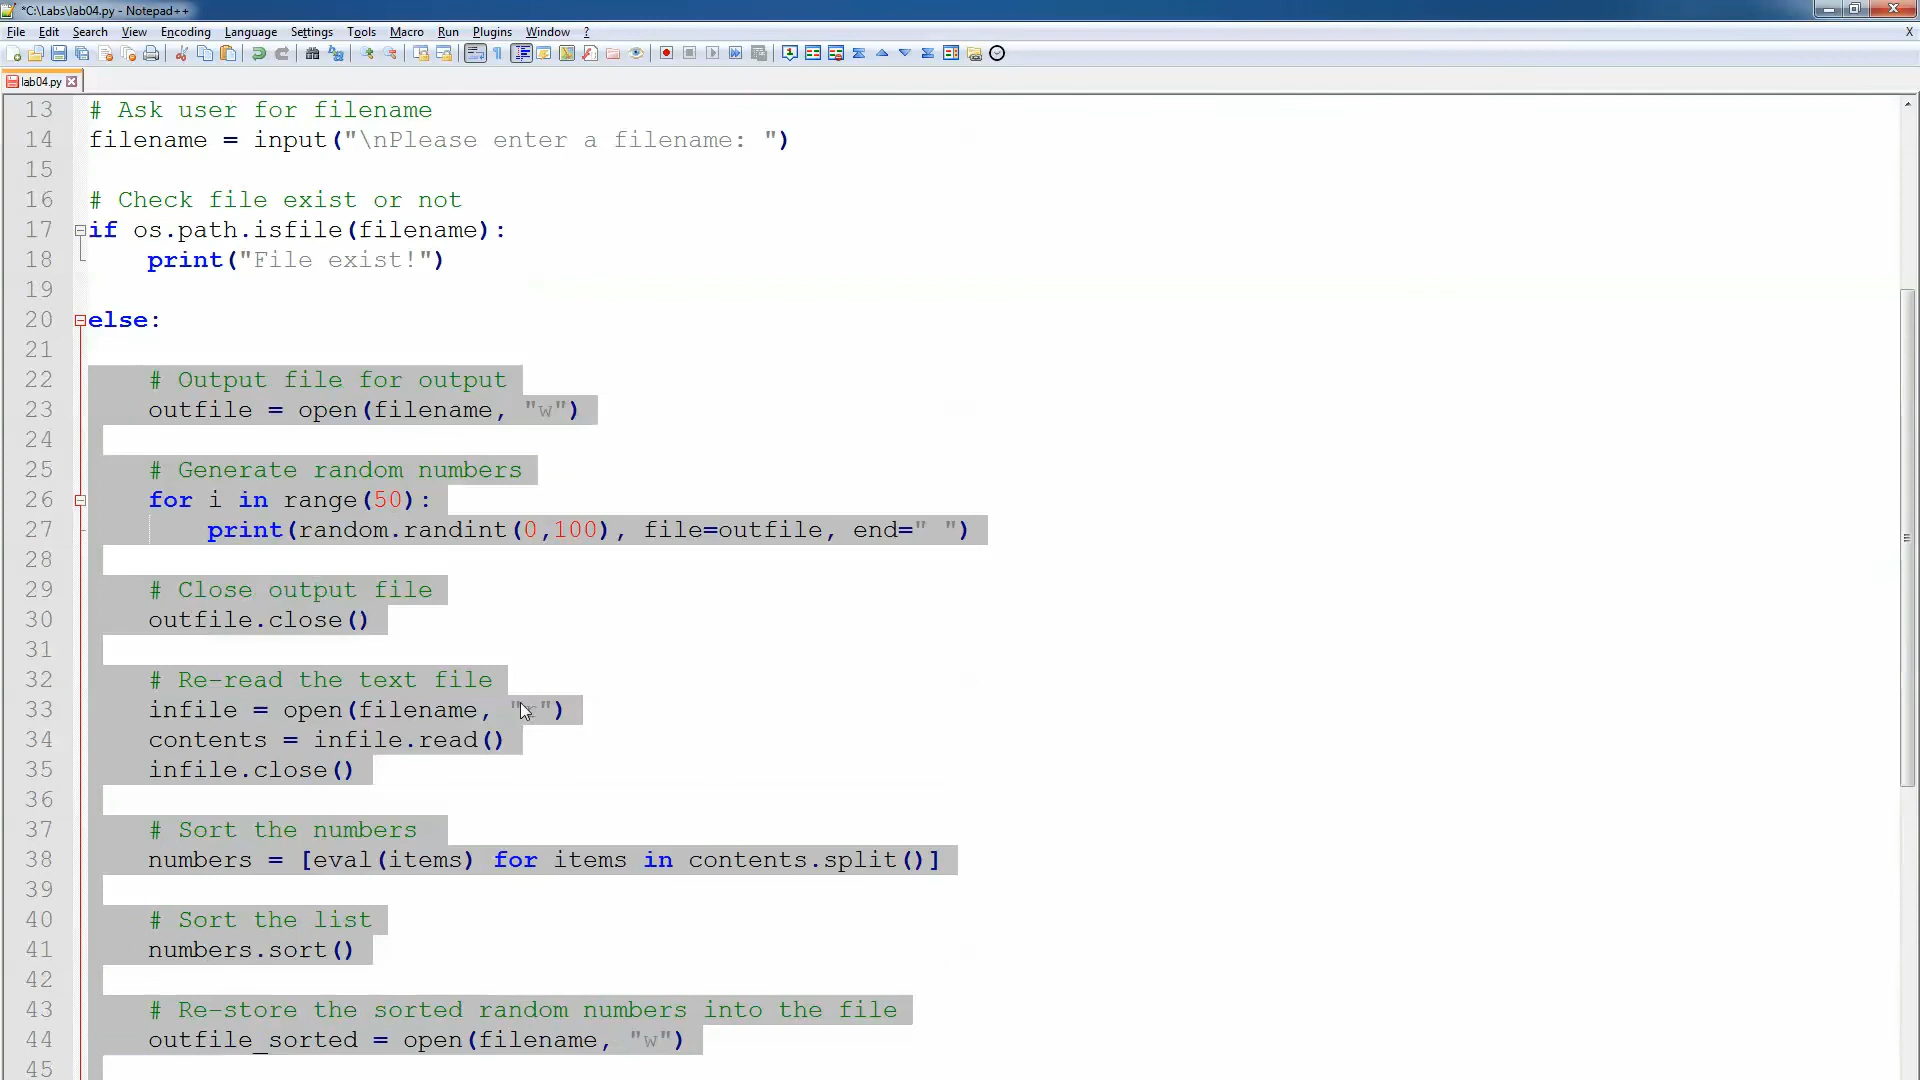 *C:\Labs\lab04.py - Notepad++
File Edit Search View Encoding Language Settings Tools Macro Run Plugins Window ? X
lab04.py
13 # Ask user for filename
14 filename = input("\nPlease enter a filename: ")
15
16 # Check file exist or not
17 if os.path.isfile(filename):
18     print("File exist!")
19
20 else:
21
22     # Output file for output
23     outfile = open(filename, "w")
24
25     # Generate random numbers
26     for i in range(50):
27         print(random.randint(0,100), file=outfile, end=" ")
28
29     # Close output file
30     outfile.close()
31
32     # Re-read the text file
33     infile = open(filename, "r")
34     contents = infile.read()
35     infile.close()
36
37     # Sort the numbers
38     numbers = [eval(items) for items in contents.split()]
39
40     # Sort the list
41     numbers.sort()
42
43     # Re-store the sorted random numbers into the file
44     outfile_sorted = open(filename, "w")
45